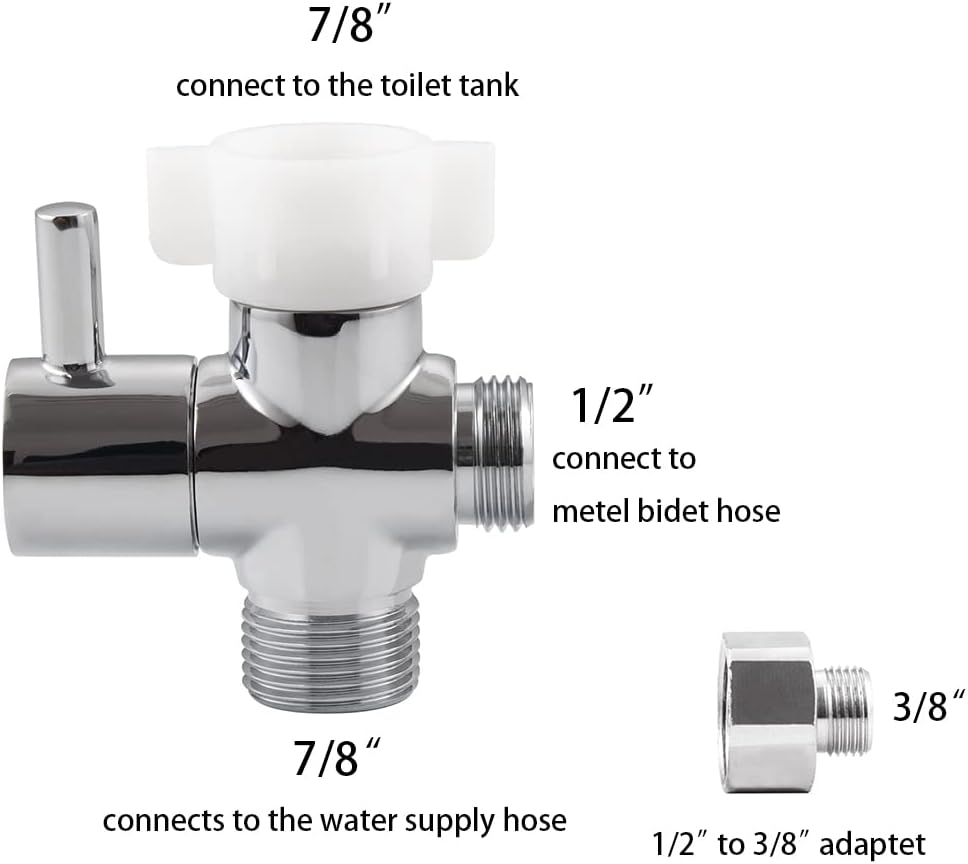 7/8”
connect to the toilet tank
1/2”
connect to
metel bidet hose
3/8“
7/8“
connects to the water supply hose
1/2” to 3/8” adaptet